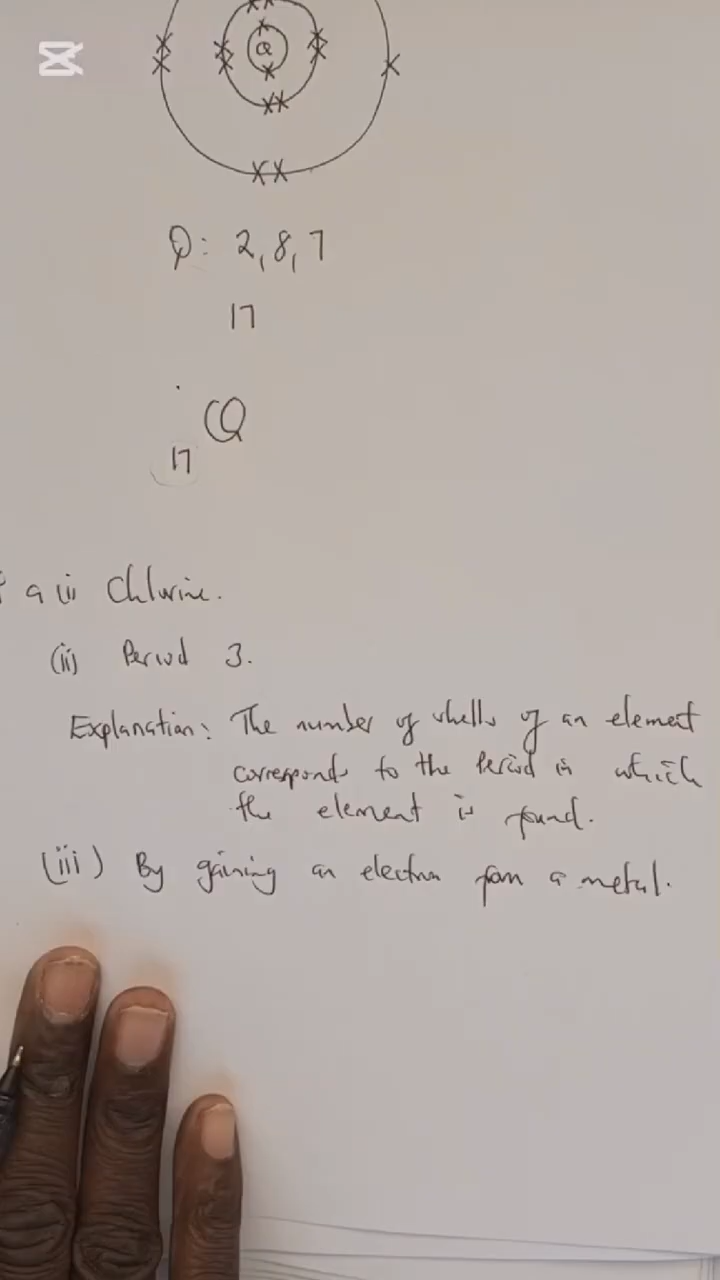 Q
Q: 2, 8, 7
17
Q
17
a (i) Chlorine.
(ii) Period 3.
Explanation: The number of shells of an element
corresponds to the Period in which
the element is found.
(iii) By gaining an electron from a metal.